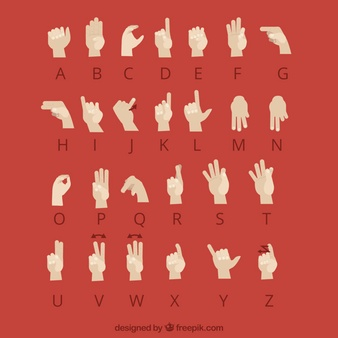 A B C D E F G
H I J K L M N
O P Q R S T
U V W X Y Z
designed by freepik.com